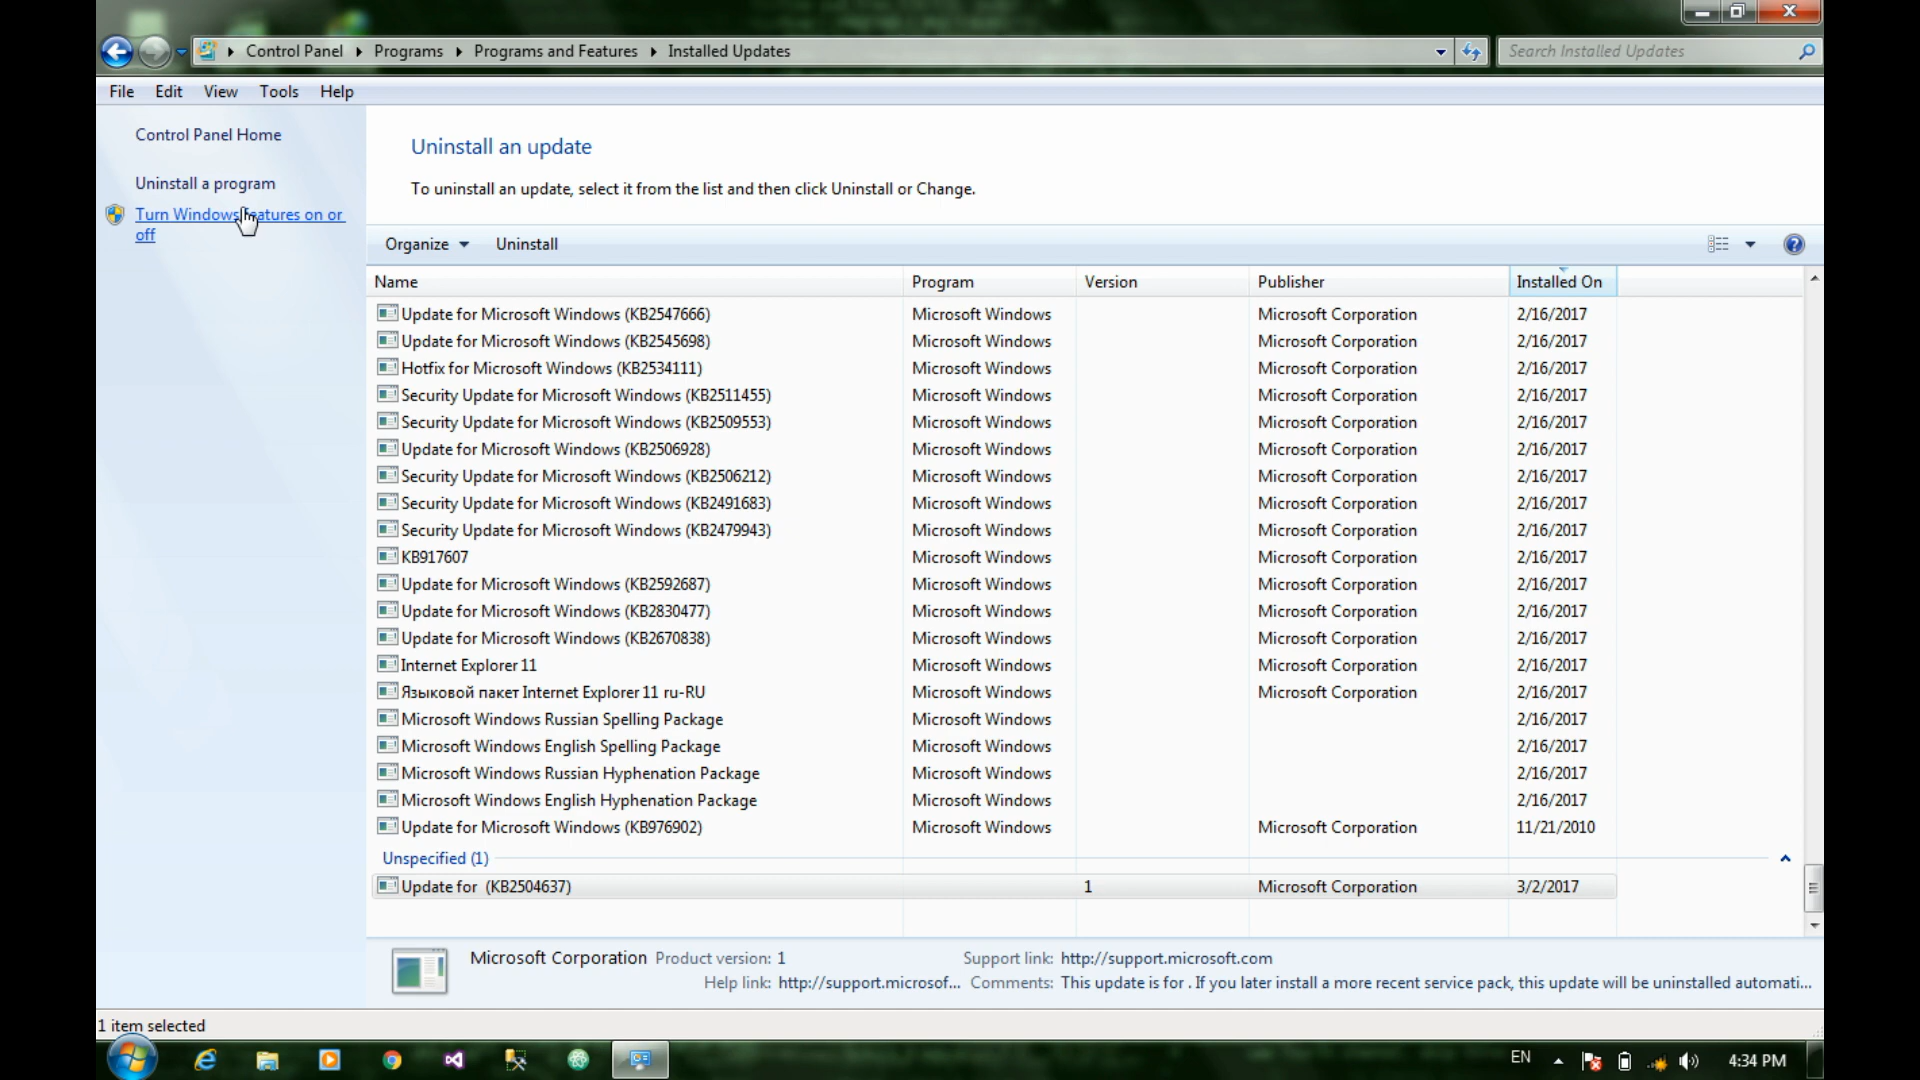 Control Panel Programs Programs and Features Installed Updates
Search Installed Updates
File Edit View Tools Help
Control Panel Home
Uninstall a program
Turn Windows features on or
off
Uninstall an update
To uninstall an update, select it from the list and then click Uninstall or Change.
Organize Uninstall
Name Program Version Publisher Installed On
Update for Microsoft Windows (KB2547666) Microsoft Windows Microsoft Corporation 2/16/2017
Update for Microsoft Windows (KB2545698) Microsoft Windows Microsoft Corporation 2/16/2017
Hotfix for Microsoft Windows (KB2534111) Microsoft Windows Microsoft Corporation 2/16/2017
Security Update for Microsoft Windows (KB2511455) Microsoft Windows Microsoft Corporation 2/16/2017
Security Update for Microsoft Windows (KB2509553) Microsoft Windows Microsoft Corporation 2/16/2017
Update for Microsoft Windows (KB2506928) Microsoft Windows Microsoft Corporation 2/16/2017
Security Update for Microsoft Windows (KB2506212) Microsoft Windows Microsoft Corporation 2/16/2017
Security Update for Microsoft Windows (KB2491683) Microsoft Windows Microsoft Corporation 2/16/2017
Security Update for Microsoft Windows (KB2479943) Microsoft Windows Microsoft Corporation 2/16/2017
KB917607 Microsoft Windows Microsoft Corporation 2/16/2017
Update for Microsoft Windows (KB2592687) Microsoft Windows Microsoft Corporation 2/16/2017
Update for Microsoft Windows (KB2830477) Microsoft Windows Microsoft Corporation 2/16/2017
Update for Microsoft Windows (KB2670838) Microsoft Windows Microsoft Corporation 2/16/2017
Internet Explorer 11 Microsoft Windows Microsoft Corporation 2/16/2017
Языковой пакет Internet Explorer 11 ru-RU Microsoft Windows Microsoft Corporation 2/16/2017
Microsoft Windows Russian Spelling Package Microsoft Windows 2/16/2017
Microsoft Windows English Spelling Package Microsoft Windows 2/16/2017
Microsoft Windows Russian Hyphenation Package Microsoft Windows 2/16/2017
Microsoft Windows English Hyphenation Package Microsoft Windows 2/16/2017
Update for Microsoft Windows (KB976902) Microsoft Windows Microsoft Corporation 11/21/2010
Unspecified (1)
Update for (KB2504637) 1 Microsoft Corporation 3/2/2017
Microsoft Corporation Product version: 1 Support link: http://support.microsoft.com
Help link: http://support.microsof... Comments: This update is for . If you later install a more recent service pack, this update will be uninstalled automati...
1 item selected
EN 4:34 PM